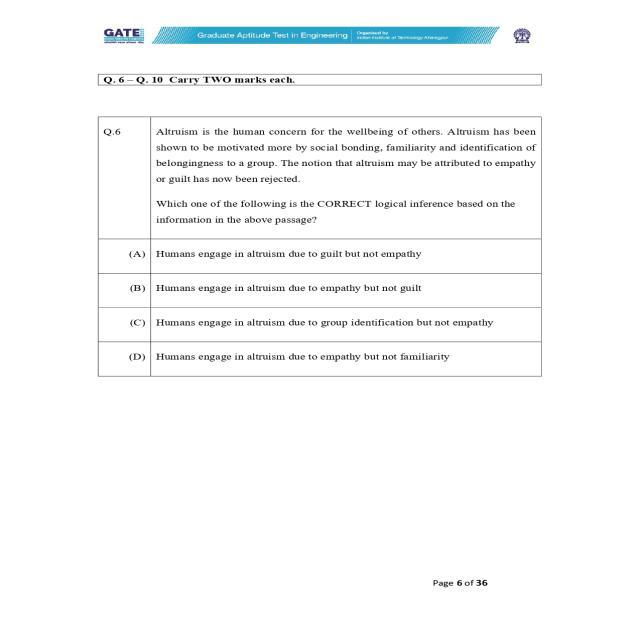 GATE
Graduate Aptitude Test in Engineering
Organised by
Indian Institute of Technology Kharagpur
Q. 6 – Q. 10 Carry TWO marks each.
Q.6 Altruism is the human concern for the wellbeing of others. Altruism has been
shown to be motivated more by social bonding, familiarity and identification of
belongingness to a group. The notion that altruism may be attributed to empathy
or guilt has now been rejected.
Which one of the following is the CORRECT logical inference based on the
information in the above passage?
(A) Humans engage in altruism due to guilt but not empathy
(B) Humans engage in altruism due to empathy but not guilt
(C) Humans engage in altruism due to group identification but not empathy
(D) Humans engage in altruism due to empathy but not familiarity
Page 6 of 36